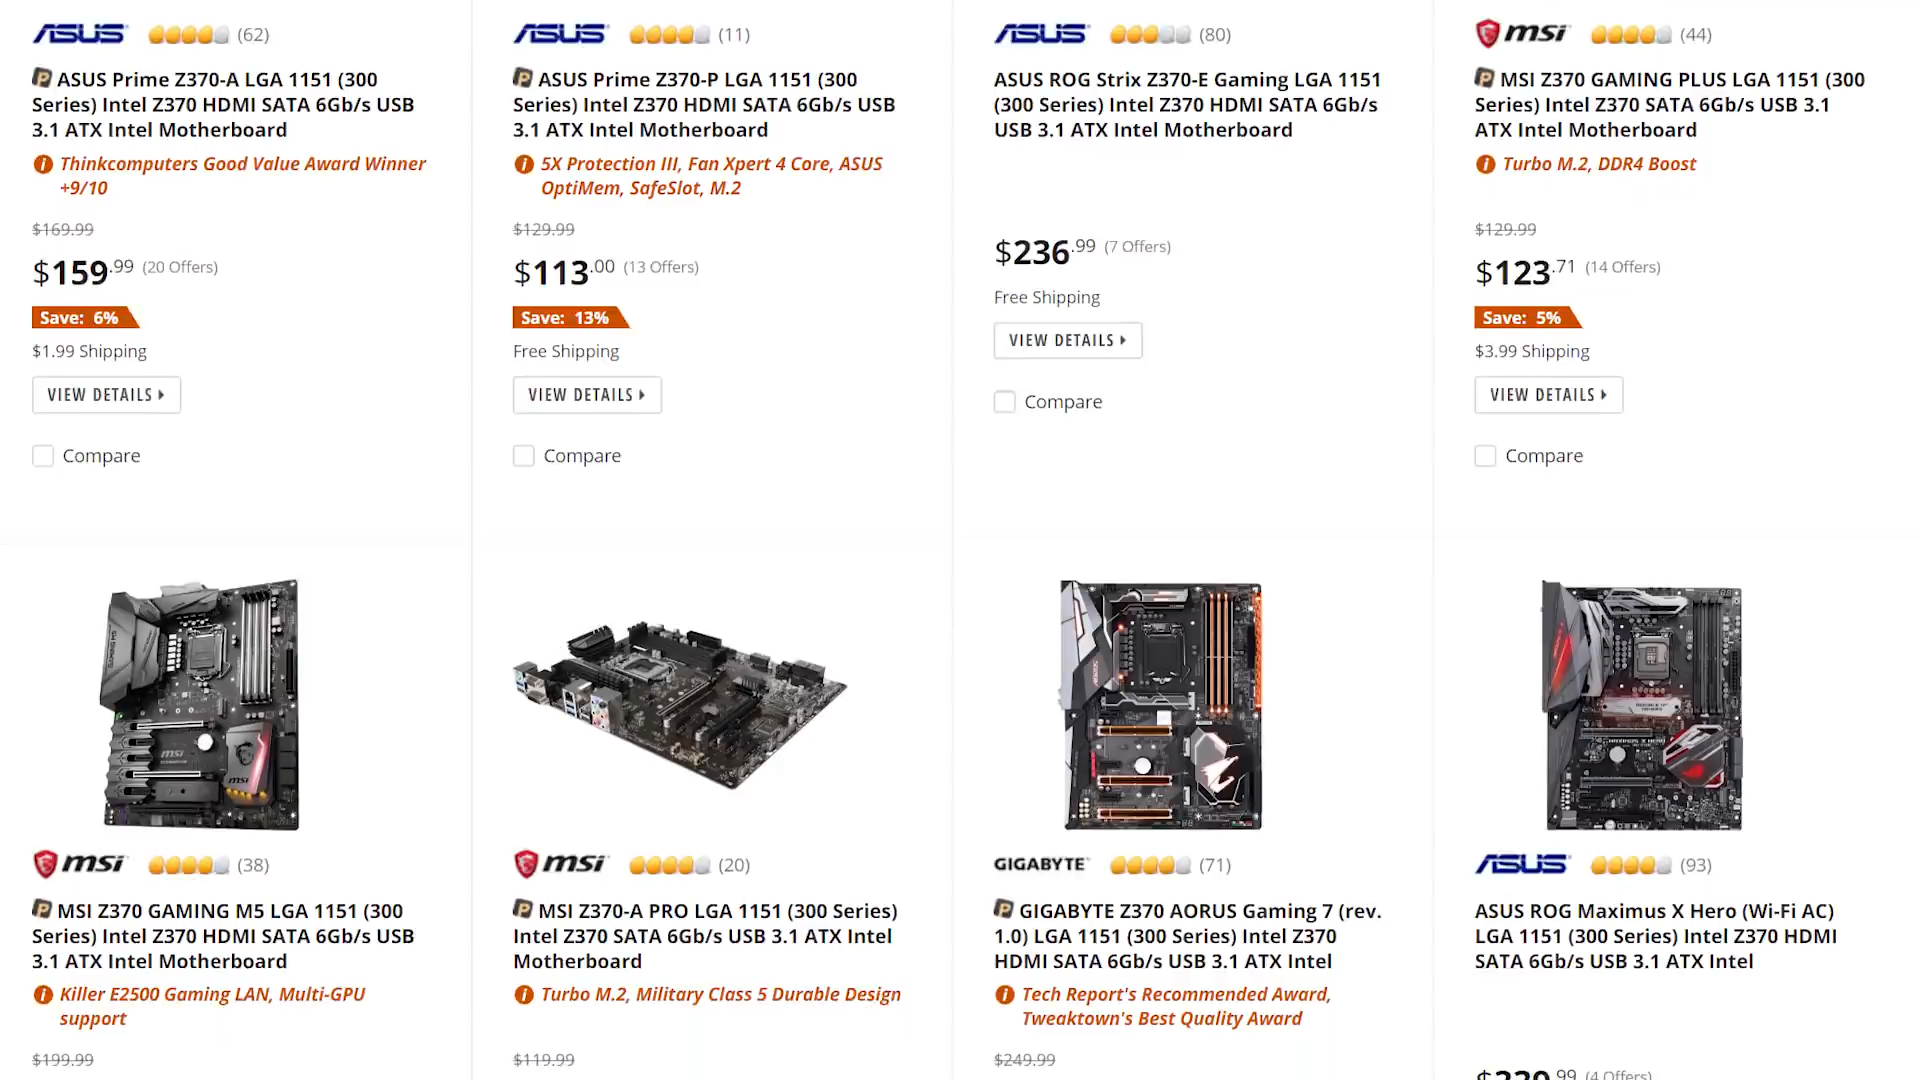 ASUS (62)
ASUS Prime Z370-A LGA 1151 (300
Series) Intel Z370 HDMI SATA 6Gb/s USB
3.1 ATX Intel Motherboard
Thinkcomputers Good Value Award Winner
+9/10
$169.99
$159.99 (20 Offers)
Save: 6%
$1.99 Shipping
VIEW DETAILS
Compare
ASUS (11)
ASUS Prime Z370-P LGA 1151 (300
Series) Intel Z370 HDMI SATA 6Gb/s USB
3.1 ATX Intel Motherboard
5X Protection III, Fan Xpert 4 Core, ASUS
OptiMem, SafeSlot, M.2
$129.99
$113.00 (13 Offers)
Save: 13%
Free Shipping
VIEW DETAILS
Compare
ASUS (80)
ASUS ROG Strix Z370-E Gaming LGA 1151
(300 Series) Intel Z370 HDMI SATA 6Gb/s
USB 3.1 ATX Intel Motherboard
$236.99 (7 Offers)
Free Shipping
VIEW DETAILS
Compare
msi (44)
MSI Z370 GAMING PLUS LGA 1151 (300
Series) Intel Z370 SATA 6Gb/s USB 3.1
ATX Intel Motherboard
Turbo M.2, DDR4 Boost
$129.99
$123.71 (14 Offers)
Save: 5%
$3.99 Shipping
VIEW DETAILS
Compare
msi
msi
msi (38)
MSI Z370 GAMING M5 LGA 1151 (300
Series) Intel Z370 HDMI SATA 6Gb/s USB
3.1 ATX Intel Motherboard
Killer E2500 Gaming LAN, Multi-GPU
support
$199.99
msi (20)
MSI Z370-A PRO LGA 1151 (300 Series)
Intel Z370 SATA 6Gb/s USB 3.1 ATX Intel
Motherboard
Turbo M.2, Military Class 5 Durable Design
$119.99
GIGABYTE (71)
GIGABYTE Z370 AORUS Gaming 7 (rev.
1.0) LGA 1151 (300 Series) Intel Z370
HDMI SATA 6Gb/s USB 3.1 ATX Intel
Tech Report's Recommended Award,
Tweaktown's Best Quality Award
$249.99
ASUS (93)
ASUS ROG Maximus X Hero (Wi-Fi AC)
LGA 1151 (300 Series) Intel Z370 HDMI
SATA 6Gb/s USB 3.1 ATX Intel
.99 (4 Offers)